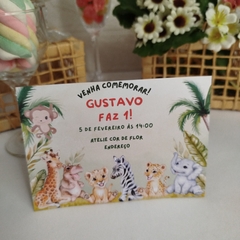 VENHA COMEMORAR!
GUSTAVO
FAZ 1!
5 DE FEVEREIRO ÀS 19:00
ATELIE COR DE FLOR
ENDEREÇO